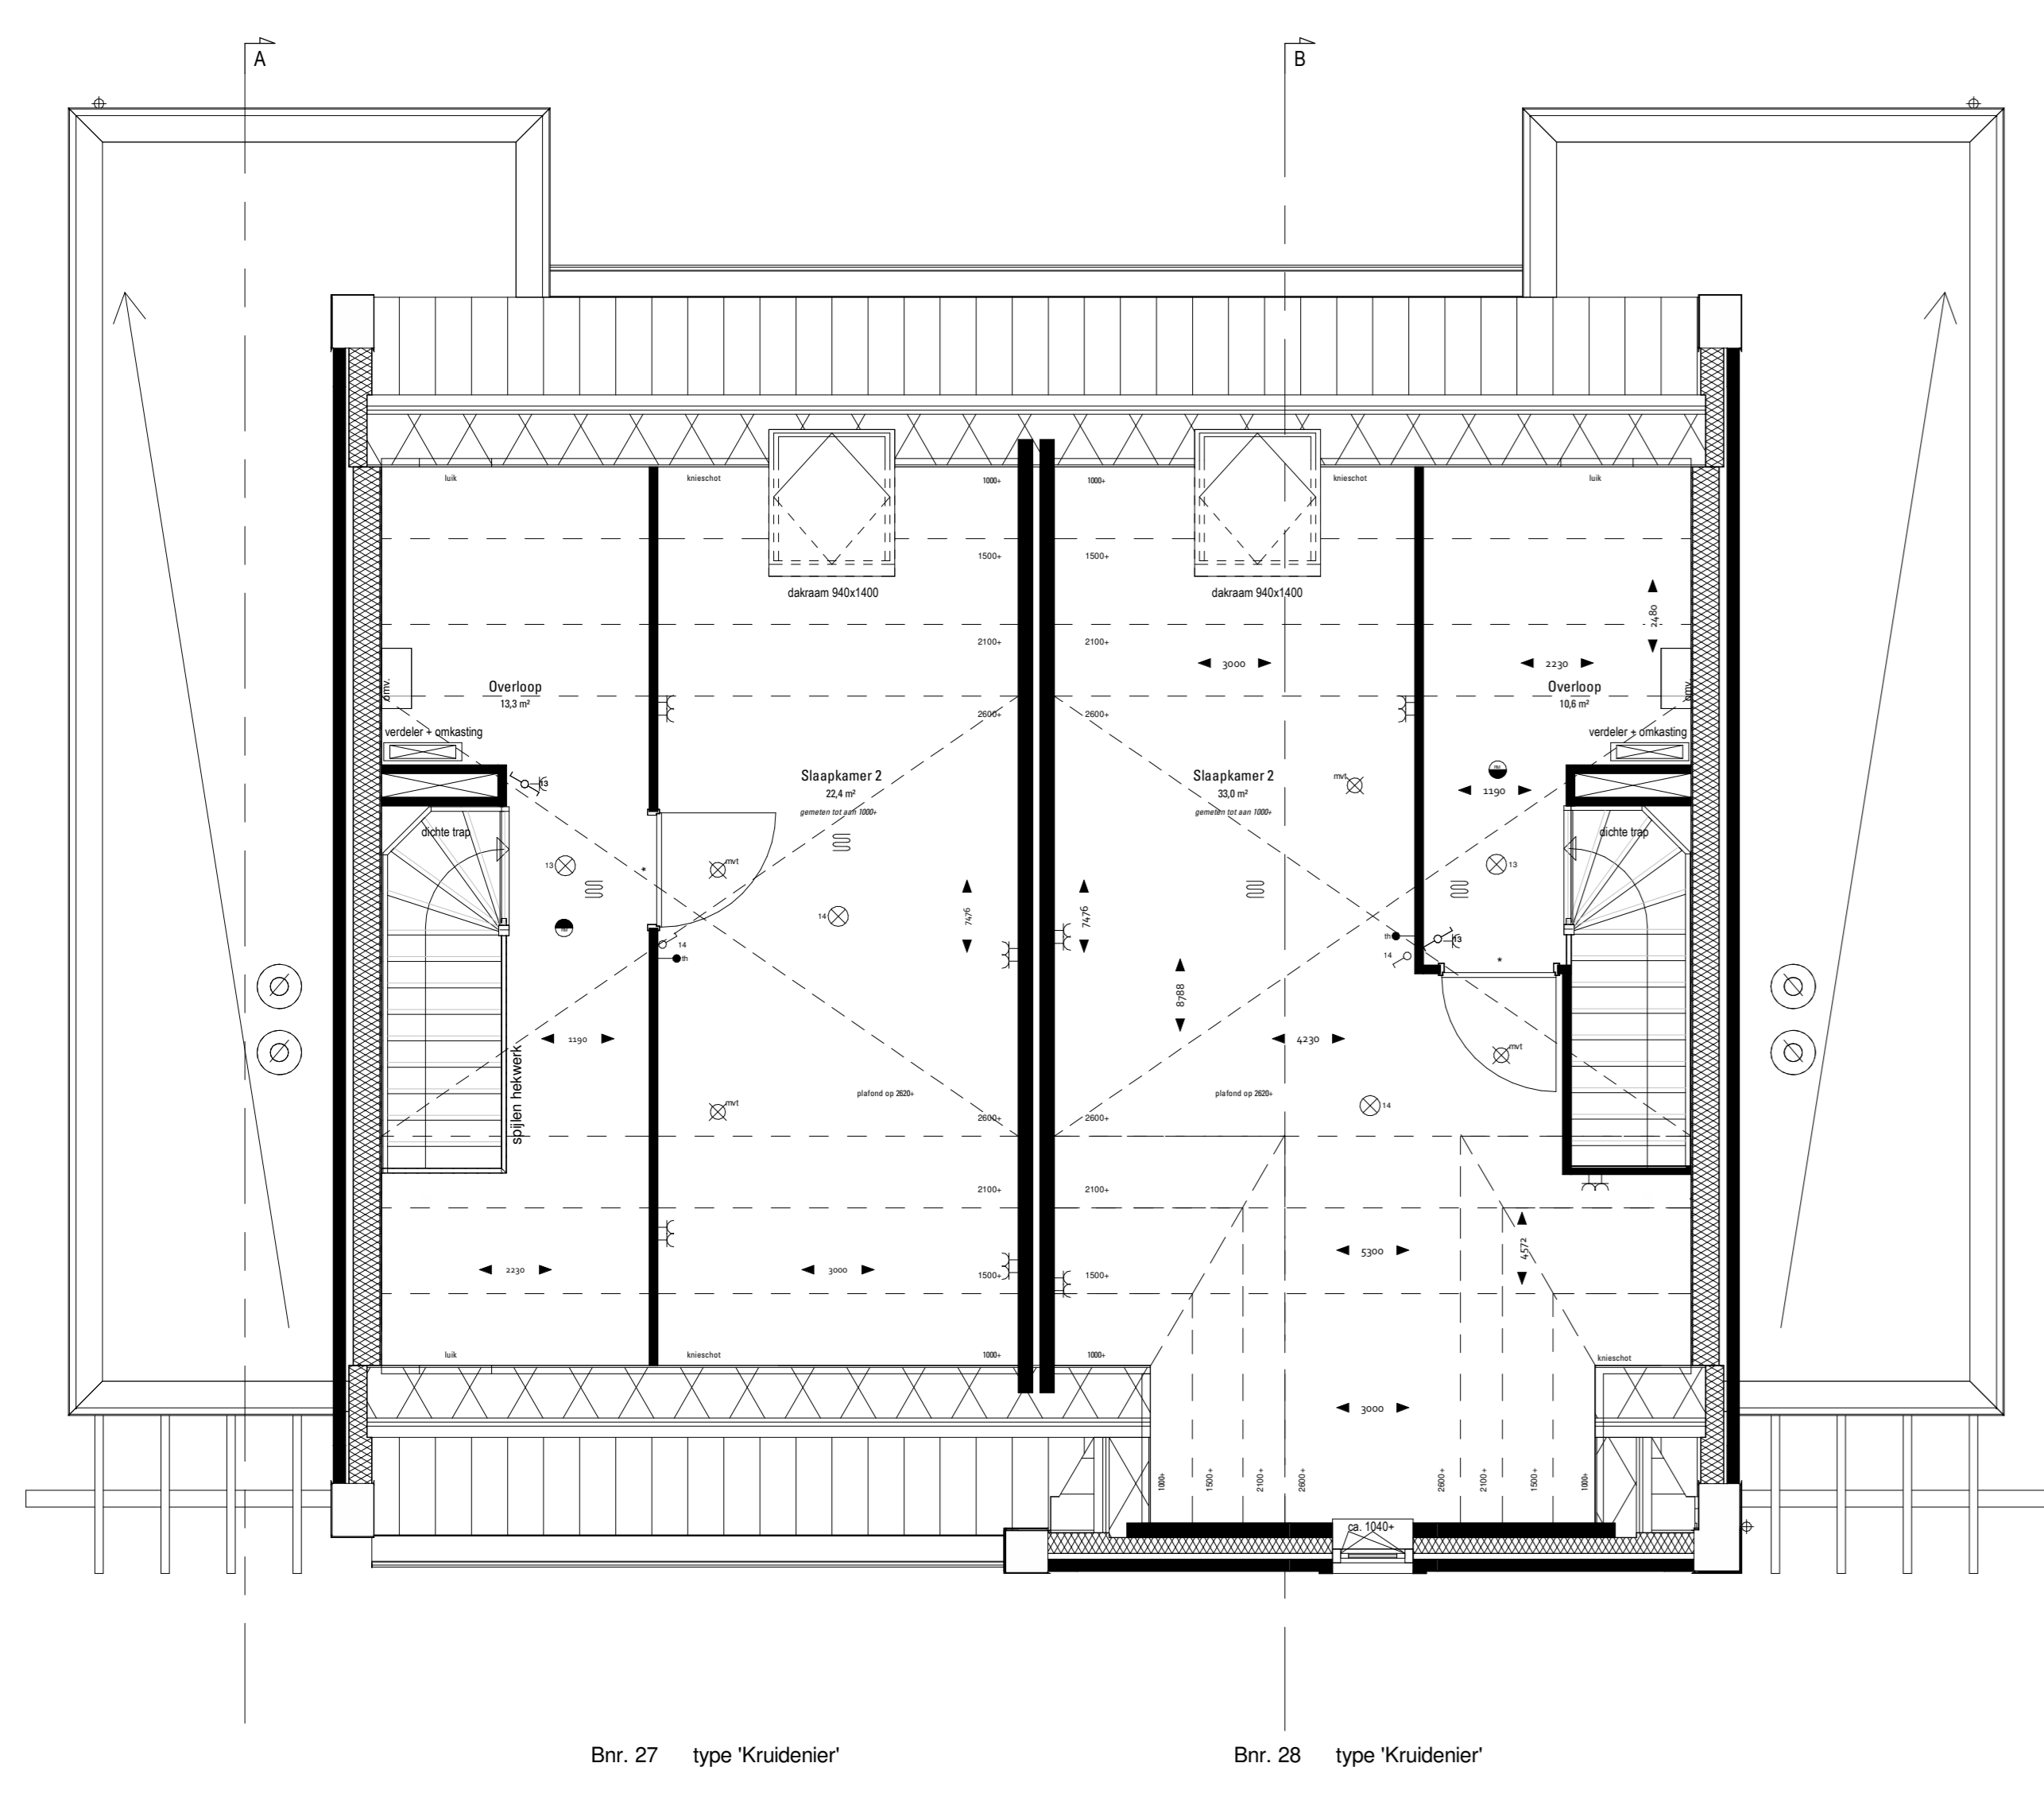 A
B
luik
knieschot
1000+
1000+
knieschot
luik
1500+
1500+
dakraam 940x1400
dakraam 940x1400
2480
2100+
2100+
3000
2230
omv.
Overloop
13,3 m²
Overloop
10,6 m²
omv.
2600+
2600+
verdeler + omkasting
verdeler + omkasting
Slaapkamer 2
22,4 m²
gemeten tot aan 1000+
Slaapkamer 2
33,0 m²
gemeten tot aan 1000+
mvt
13
1190
dichte trap
dichte trap
13
*
mvt
13
14
7476
7476
14
th
th
13
14
*
8788
1190
4230
mvt
spijlen hekwerk
plafond op 2620+
plafond op 2620+
mvt
14
2600+
2600+
2100+
2100+
5300
4572
2230
3000
1500+
1500+
luik
knieschot
1000+
1000+
knieschot
3000
1000+
1500+
2100+
2600+
2600+
2100+
1500+
1000+
ca. 1040+
Bnr. 27 type 'Kruidenier'
Bnr. 28 type 'Kruidenier'